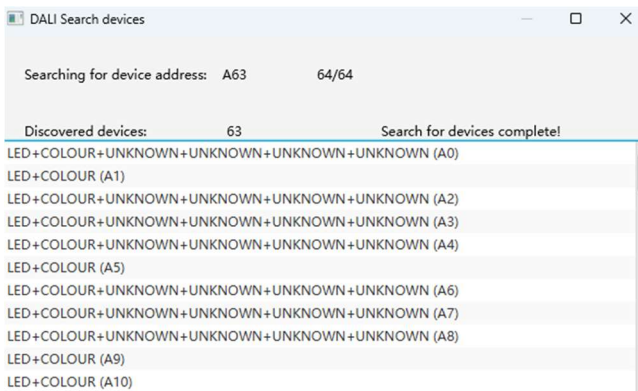 DALI Search devices
Searching for device address: A63 64/64
Discovered devices: 63 Search for devices complete!
LED+COLOUR+UNKNOWN+UNKNOWN+UNKNOWN+UNKNOWN (A0)
LED+COLOUR (A1)
LED+COLOUR+UNKNOWN+UNKNOWN+UNKNOWN+UNKNOWN (A2)
LED+COLOUR+UNKNOWN+UNKNOWN+UNKNOWN+UNKNOWN (A3)
LED+COLOUR+UNKNOWN+UNKNOWN+UNKNOWN+UNKNOWN (A4)
LED+COLOUR (A5)
LED+COLOUR+UNKNOWN+UNKNOWN+UNKNOWN+UNKNOWN (A6)
LED+COLOUR+UNKNOWN+UNKNOWN+UNKNOWN+UNKNOWN (A7)
LED+COLOUR+UNKNOWN+UNKNOWN+UNKNOWN+UNKNOWN (A8)
LED+COLOUR (A9)
LED+COLOUR (A10)